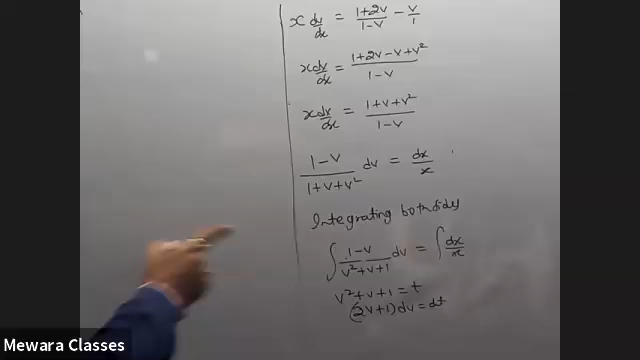 x dv/dx = 1+2v/1-v - v/1
x dv/dx = 1+2v-v+v²/1-v
x dv/dx = 1+v+v²/1-v
1-v/1+v+v² dv = dx/x
Integrating both sides
∫ 1-v/v²+v+1 dv = ∫ dx/x
v²+v+1 = t
(2v+1)dv = dt
Mewara Classes